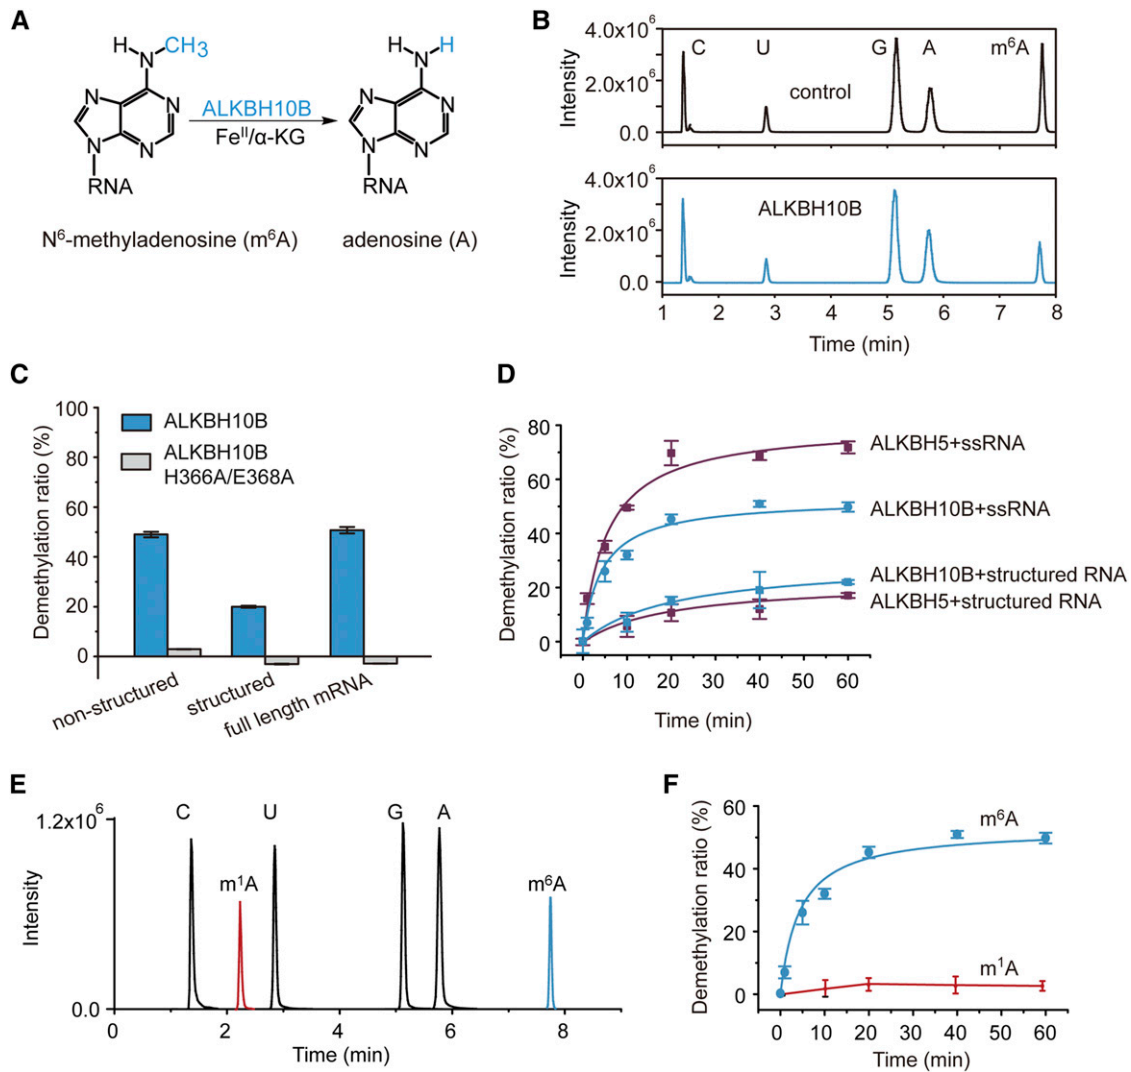 A
H
N
CH3
N
N
N
N
RNA
ALKBH10B
Feᴵᴵ/α-KG
H
N
H
N
N
N
N
RNA
N⁶-methyladenosine (m⁶A)
adenosine (A)
B
Intensity
4.0x10⁶
2.0x10⁶
0.0
C
U
G
A
m⁶A
control
Intensity
4.0x10⁶
2.0x10⁶
0.0
ALKBH10B
1 2 3 4 5 6 7 8
Time (min)
C
Demethylation ratio (%)
100
80
60
40
20
0
ALKBH10B
ALKBH10B
H366A/E368A
non-structured
structured
full length mRNA
D
Demethylation ratio (%)
80
60
40
20
0
ALKBH5+ssRNA
ALKBH10B+ssRNA
ALKBH10B+structured RNA
ALKBH5+structured RNA
0 10 20 30 40 50 60
Time (min)
E
Intensity
1.2x10⁶
0.0
C
m¹A
U
G
A
m⁶A
0 2 4 6 8
Time (min)
F
Demethylation ratio (%)
60
40
20
0
m⁶A
m¹A
0 10 20 30 40 50 60
Time (min)